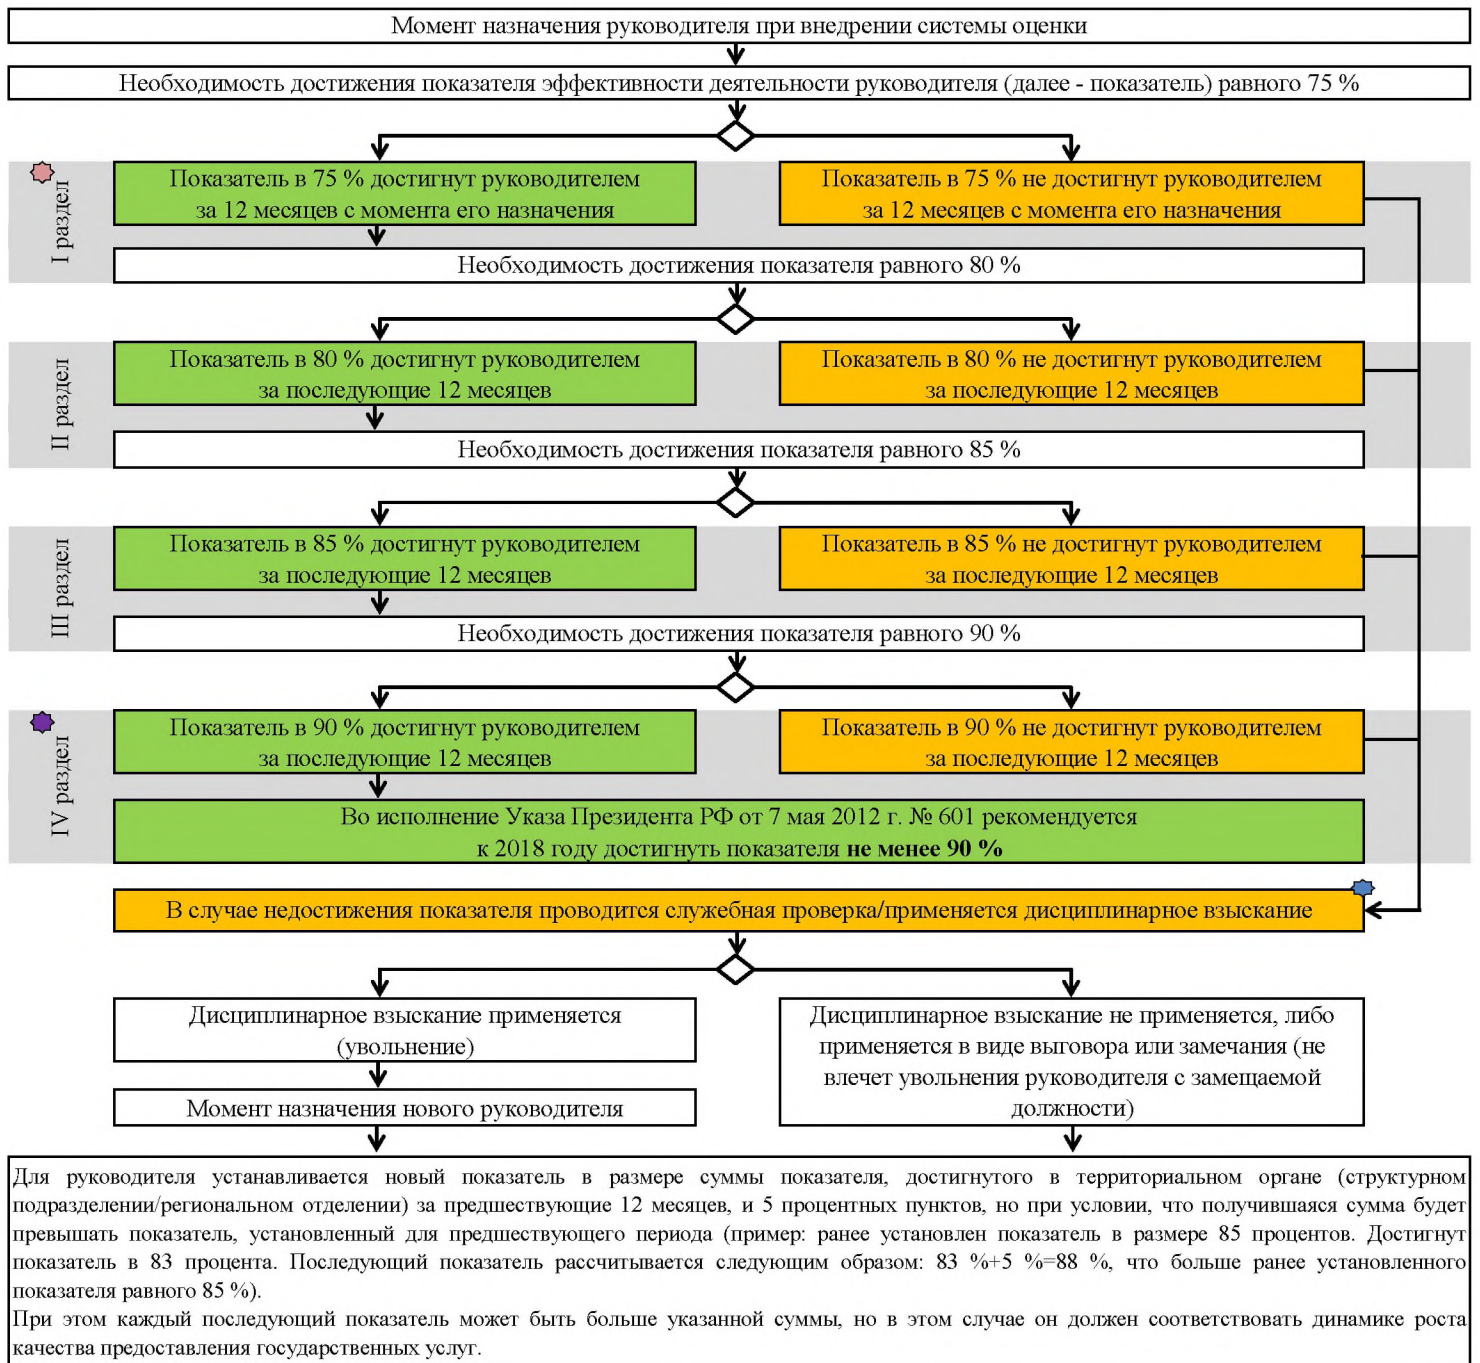 Момент назначения руководителя при внедрении системы оценки
Необходимость достижения показателя эффективности деятельности руководителя (далее - показатель) равного 75 %
I раздел
Показатель в 75 % достигнут руководителем
за 12 месяцев с момента его назначения
Показатель в 75 % не достигнут руководителем
за 12 месяцев с момента его назначения
Необходимость достижения показателя равного 80 %
II раздел
Показатель в 80 % достигнут руководителем
за последующие 12 месяцев
Показатель в 80 % не достигнут руководителем
за последующие 12 месяцев
Необходимость достижения показателя равного 85 %
III раздел
Показатель в 85 % достигнут руководителем
за последующие 12 месяцев
Показатель в 85 % не достигнут руководителем
за последующие 12 месяцев
Необходимость достижения показателя равного 90 %
IV раздел
Показатель в 90 % достигнут руководителем
за последующие 12 месяцев
Показатель в 90 % не достигнут руководителем
за последующие 12 месяцев
Во исполнение Указа Президента РФ от 7 мая 2012 г. № 601 рекомендуется
к 2018 году достигнуть показателя не менее 90 %
В случае недостижения показателя проводится служебная проверка/применяется дисциплинарное взыскание
Дисциплинарное взыскание применяется
(увольнение)
Момент назначения нового руководителя
Дисциплинарное взыскание не применяется, либо
применяется в виде выговора или замечания (не
влечет увольнения руководителя с замещаемой
должности)
Для руководителя устанавливается новый показатель в размере суммы показателя, достигнутого в территориальном органе (структурном
подразделении/региональном отделении) за предшествующие 12 месяцев, и 5 процентных пунктов, но при условии, что получившаяся сумма будет
превышать показатель, установленный для предшествующего периода (пример: ранее установлен показатель в размере 85 процентов. Достигнут
показатель в 83 процента. Последующий показатель рассчитывается следующим образом: 83 %+5 %=88 %, что больше ранее установленного
показателя равного 85 %).
При этом каждый последующий показатель может быть больше указанной суммы, но в этом случае он должен соответствовать динамике роста
качества предоставления государственных услуг.